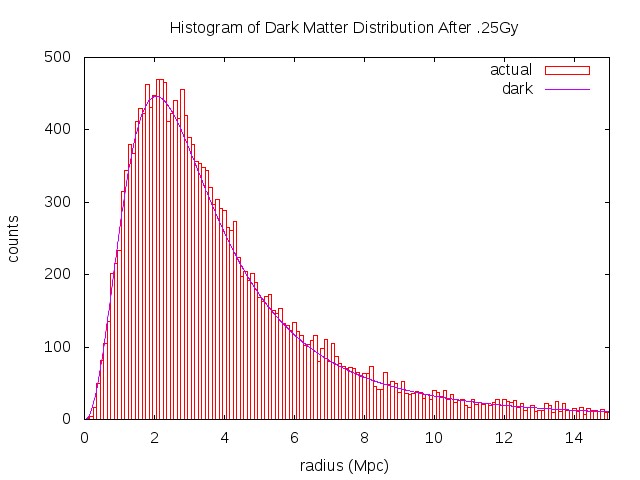 Histogram of Dark Matter Distribution After .25Gy
500
400
300
200
100
0
counts
actual
dark
0 2 4 6 8 10 12 14
radius (Mpc)